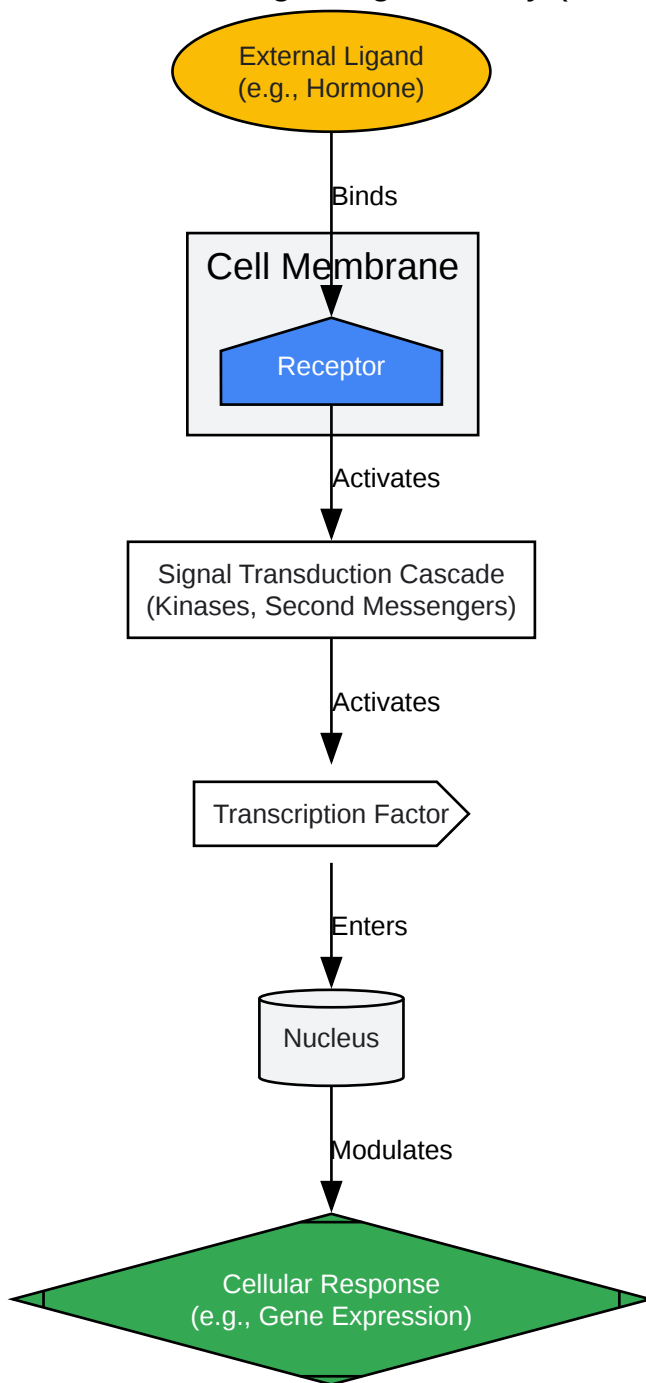 External Ligand
(e.g., Hormone)
Binds
Cell Membrane
Receptor
Activates
Signal Transduction Cascade
(Kinases, Second Messengers)
Activates
Transcription Factor
Enters
Nucleus
Modulates
Cellular Response
(e.g., Gene Expression)